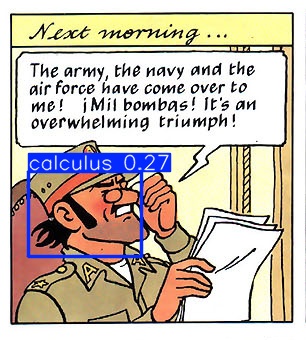 Next morning...
The army, the navy and the
air force have come over to
me! ¡Mil bombas! It's an
overwhelming triumph!
calculus 0.27